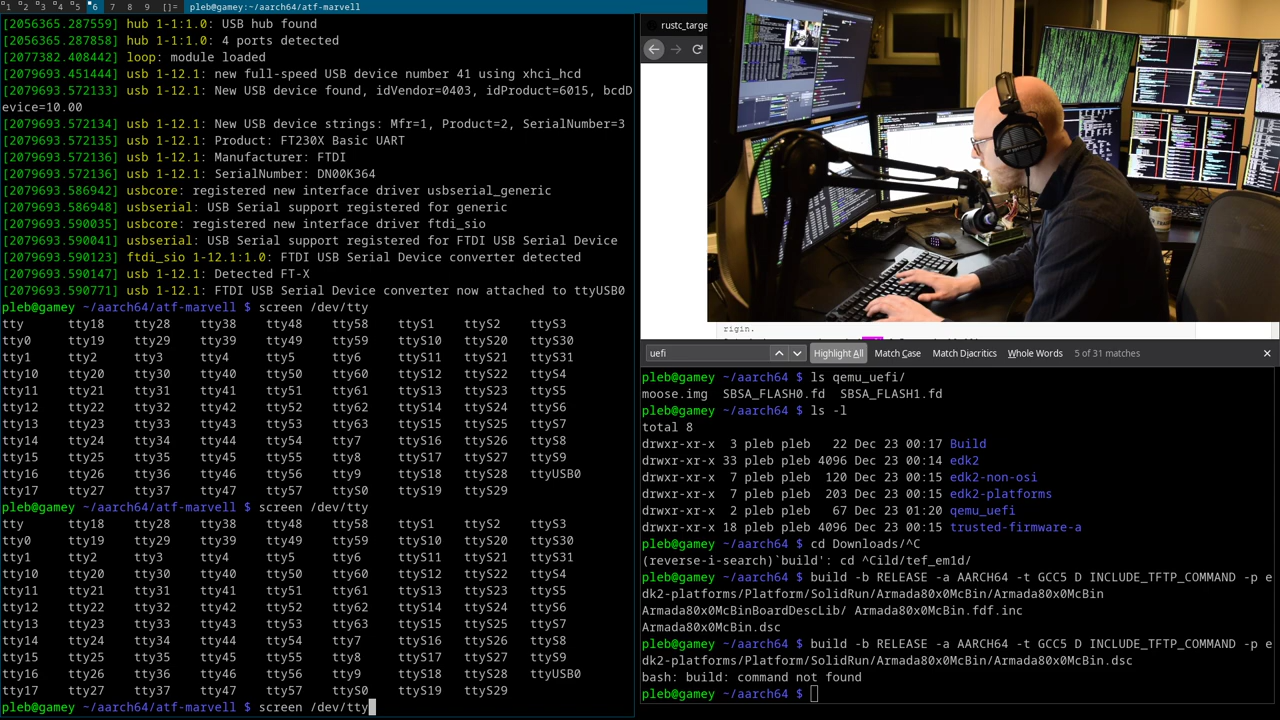 1 2 3 4 5 6 7 8 9 []= pleb@gamey:~/aarch64/atf-marvell
[2056365.287559] hub 1-1:1.0: USB hub found
[2056365.287858] hub 1-1:1.0: 4 ports detected
[2077382.408442] loop: module loaded
[2079693.451444] usb 1-12.1: new full-speed USB device number 41 using xhci_hcd
[2079693.572133] usb 1-12.1: New USB device found, idVendor=0403, idProduct=6015, bcdD
evice=10.00
[2079693.572134] usb 1-12.1: New USB device strings: Mfr=1, Product=2, SerialNumber=3
[2079693.572135] usb 1-12.1: Product: FT230X Basic UART
[2079693.572136] usb 1-12.1: Manufacturer: FTDI
[2079693.572136] usb 1-12.1: SerialNumber: DN00K364
[2079693.586942] usbcore: registered new interface driver usbserial_generic
[2079693.586948] usbserial: USB Serial support registered for generic
[2079693.590035] usbcore: registered new interface driver ftdi_sio
[2079693.590041] usbserial: USB Serial support registered for FTDI USB Serial Device
[2079693.590123] ftdi_sio 1-12.1:1.0: FTDI USB Serial Device converter detected
[2079693.590147] usb 1-12.1: Detected FT-X
[2079693.590771] usb 1-12.1: FTDI USB Serial Device converter now attached to ttyUSB0
pleb@gamey ~/aarch64/atf-marvell $ screen /dev/tty
tty tty18 tty28 tty38 tty48 tty58 ttyS1 ttyS2 ttyS3
tty0 tty19 tty29 tty39 tty49 tty59 ttyS10 ttyS20 ttyS30
tty1 tty2 tty3 tty4 tty5 tty6 ttyS11 ttyS21 ttyS31
tty10 tty20 tty30 tty40 tty50 tty60 ttyS12 ttyS22 ttyS4
tty11 tty21 tty31 tty41 tty51 tty61 ttyS13 ttyS23 ttyS5
tty12 tty22 tty32 tty42 tty52 tty62 ttyS14 ttyS24 ttyS6
tty13 tty23 tty33 tty43 tty53 tty63 ttyS15 ttyS25 ttyS7
tty14 tty24 tty34 tty44 tty54 tty7 ttyS16 ttyS26 ttyS8
tty15 tty25 tty35 tty45 tty55 tty8 ttyS17 ttyS27 ttyS9
tty16 tty26 tty36 tty46 tty56 tty9 ttyS18 ttyS28 ttyUSB0
tty17 tty27 tty37 tty47 tty57 ttyS0 ttyS19 ttyS29
pleb@gamey ~/aarch64/atf-marvell $ screen /dev/tty
tty tty18 tty28 tty38 tty48 tty58 ttyS1 ttyS2 ttyS3
tty0 tty19 tty29 tty39 tty49 tty59 ttyS10 ttyS20 ttyS30
tty1 tty2 tty3 tty4 tty5 tty6 ttyS11 ttyS21 ttyS31
tty10 tty20 tty30 tty40 tty50 tty60 ttyS12 ttyS22 ttyS4
tty11 tty21 tty31 tty41 tty51 tty61 ttyS13 ttyS23 ttyS5
tty12 tty22 tty32 tty42 tty52 tty62 ttyS14 ttyS24 ttyS6
tty13 tty23 tty33 tty43 tty53 tty63 ttyS15 ttyS25 ttyS7
tty14 tty24 tty34 tty44 tty54 tty7 ttyS16 ttyS26 ttyS8
tty15 tty25 tty35 tty45 tty55 tty8 ttyS17 ttyS27 ttyS9
tty16 tty26 tty36 tty46 tty56 tty9 ttyS18 ttyS28 ttyUSB0
tty17 tty27 tty37 tty47 tty57 ttyS0 ttyS19 ttyS29
pleb@gamey ~/aarch64/atf-marvell $ screen /dev/tty
rustc_targe
rigin.
uefi Highlight All Match Case Match Diacritics Whole Words 5 of 31 matches
pleb@gamey ~/aarch64 $ ls qemu_uefi/
moose.img SBSA_FLASH0.fd SBSA_FLASH1.fd
pleb@gamey ~/aarch64 $ ls -l
total 8
drwxr-xr-x 3 pleb pleb 22 Dec 23 00:17 Build
drwxr-xr-x 33 pleb pleb 4096 Dec 23 00:14 edk2
drwxr-xr-x 7 pleb pleb 120 Dec 23 00:15 edk2-non-osi
drwxr-xr-x 7 pleb pleb 203 Dec 23 00:15 edk2-platforms
drwxr-xr-x 2 pleb pleb 67 Dec 23 01:20 qemu_uefi
drwxr-xr-x 18 pleb pleb 4096 Dec 23 00:15 trusted-firmware-a
pleb@gamey ~/aarch64 $ cd Downloads/^C
(reverse-i-search)`build': cd ^Cild/tef_em1d/
pleb@gamey ~/aarch64 $ build -b RELEASE -a AARCH64 -t GCC5 D INCLUDE_TFTP_COMMAND -p e
dk2-platforms/Platform/SolidRun/Armada80x0McBin/Armada80x0McBin
Armada80x0McBinBoardDescLib/ Armada80x0McBin.fdf.inc
Armada80x0McBin.dsc
pleb@gamey ~/aarch64 $ build -b RELEASE -a AARCH64 -t GCC5 D INCLUDE_TFTP_COMMAND -p e
dk2-platforms/Platform/SolidRun/Armada80x0McBin/Armada80x0McBin.dsc
bash: build: command not found
pleb@gamey ~/aarch64 $